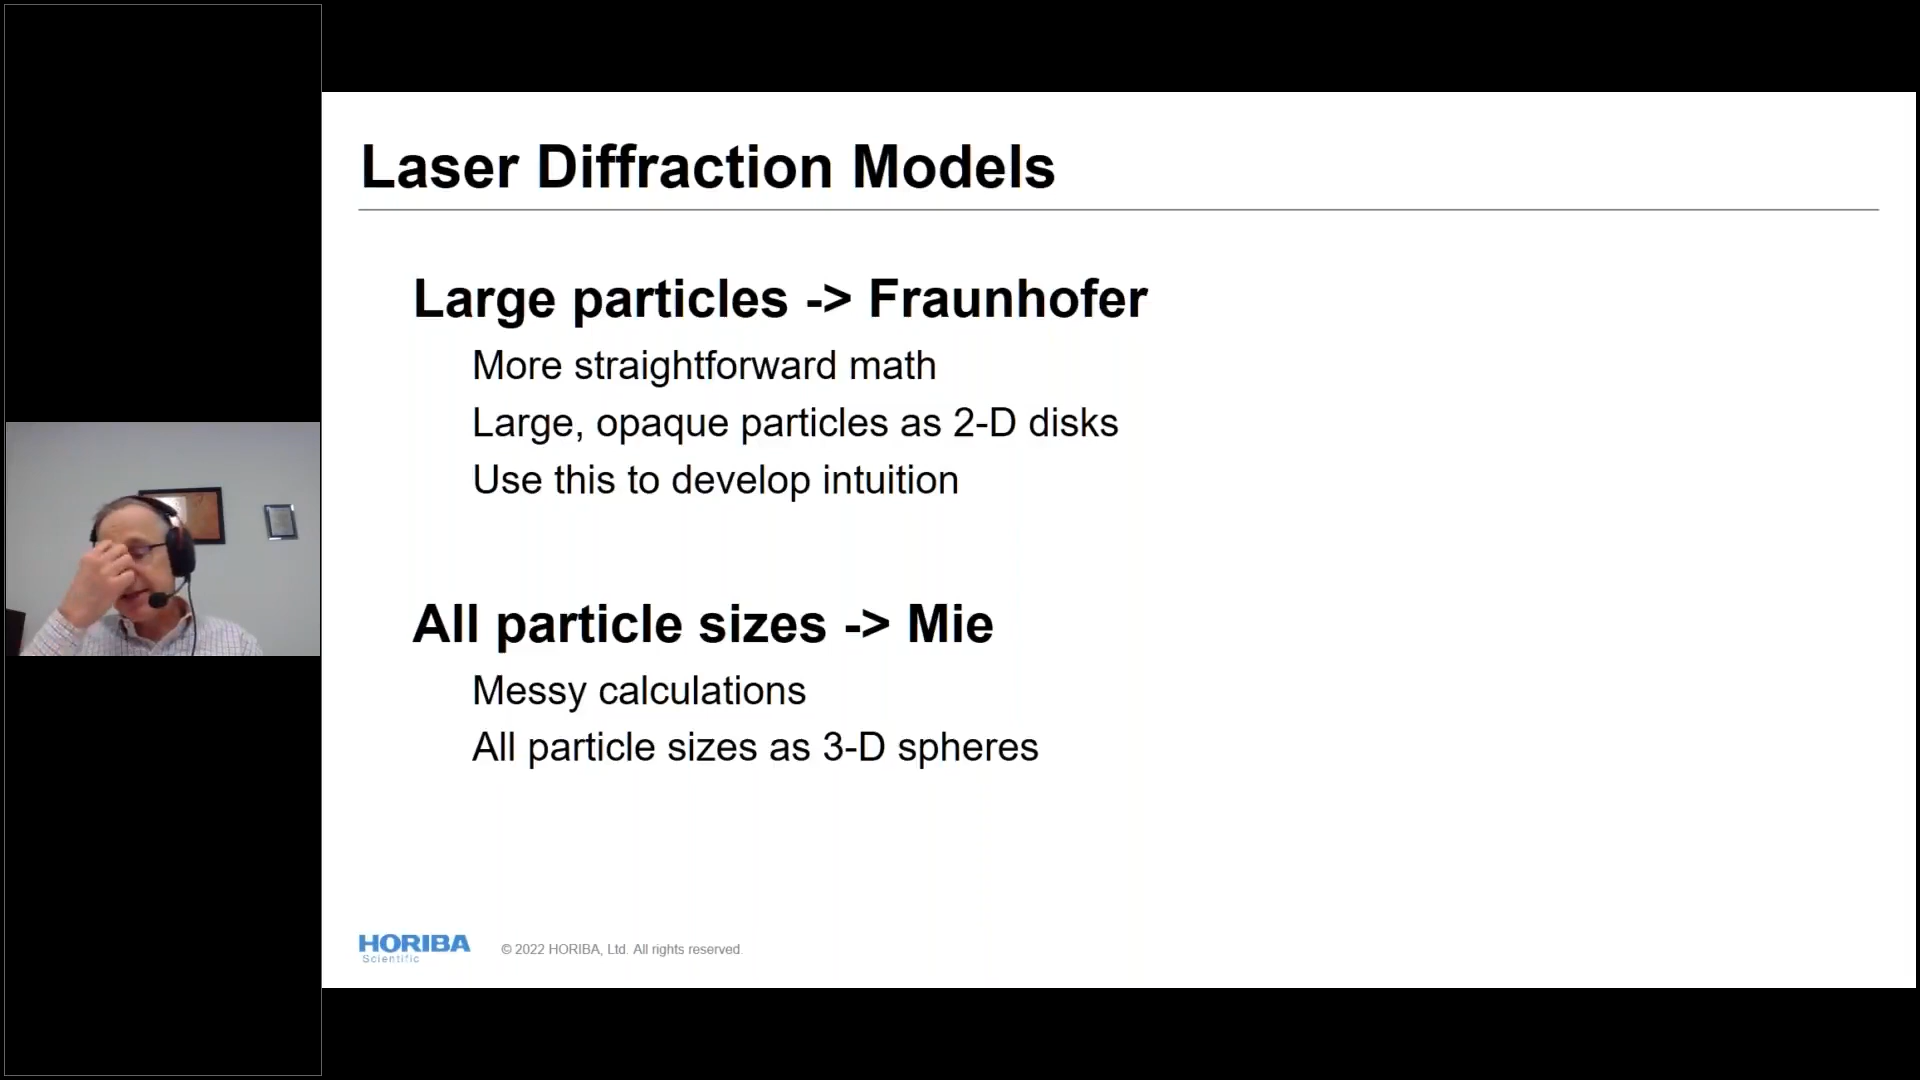 Laser Diffraction Models
Large particles -> Fraunhofer
More straightforward math
Large, opaque particles as 2-D disks
Use this to develop intuition
All particle sizes -> Mie
Messy calculations
All particle sizes as 3-D spheres
HORIBA
Scientific
© 2022 HORIBA, Ltd. All rights reserved.